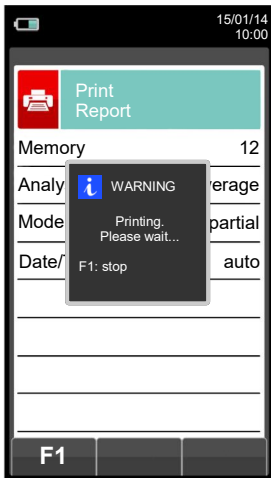 15/01/14
10:00
Print
Report
Memory 12
Analy verage
WARNING
Mode partial
Printing.
Please wait...
Date/ auto
F1: stop
F1